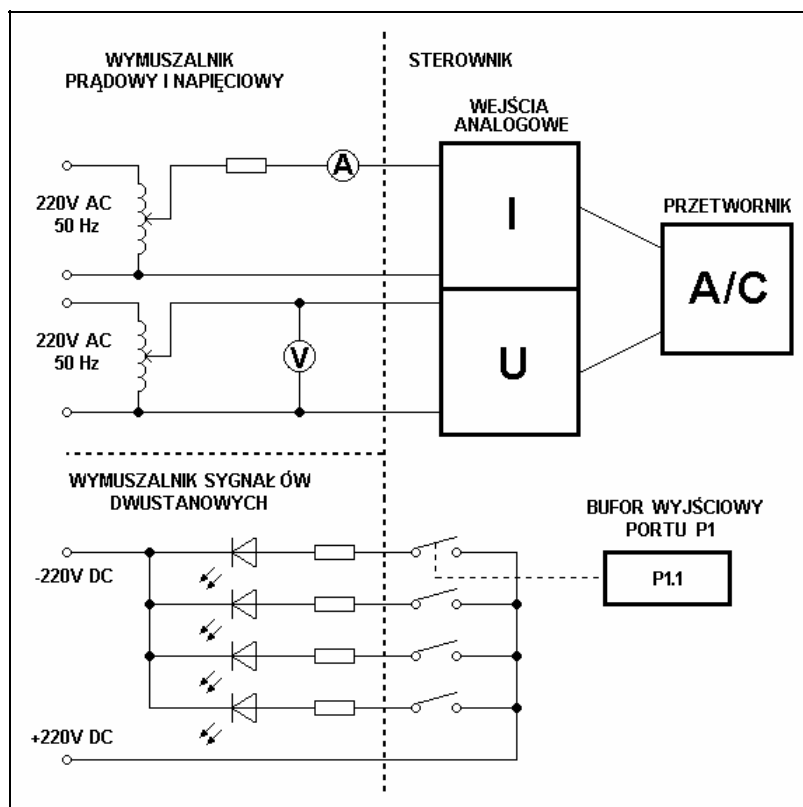 WYMUSZALNIK
PRĄDOWY I NAPIĘCIOWY
STEROWNIK
WEJŚCIA
ANALOGOWE
A
220V AC
50 Hz
I
PRZETWORNIK
A/C
220V AC
50 Hz
V
U
WYMUSZALNIK SYGNAŁÓW
DWUSTANOWYCH
BUFOR WYJŚCIOWY
PORTU P1
-220V DC
P1.1
+220V DC